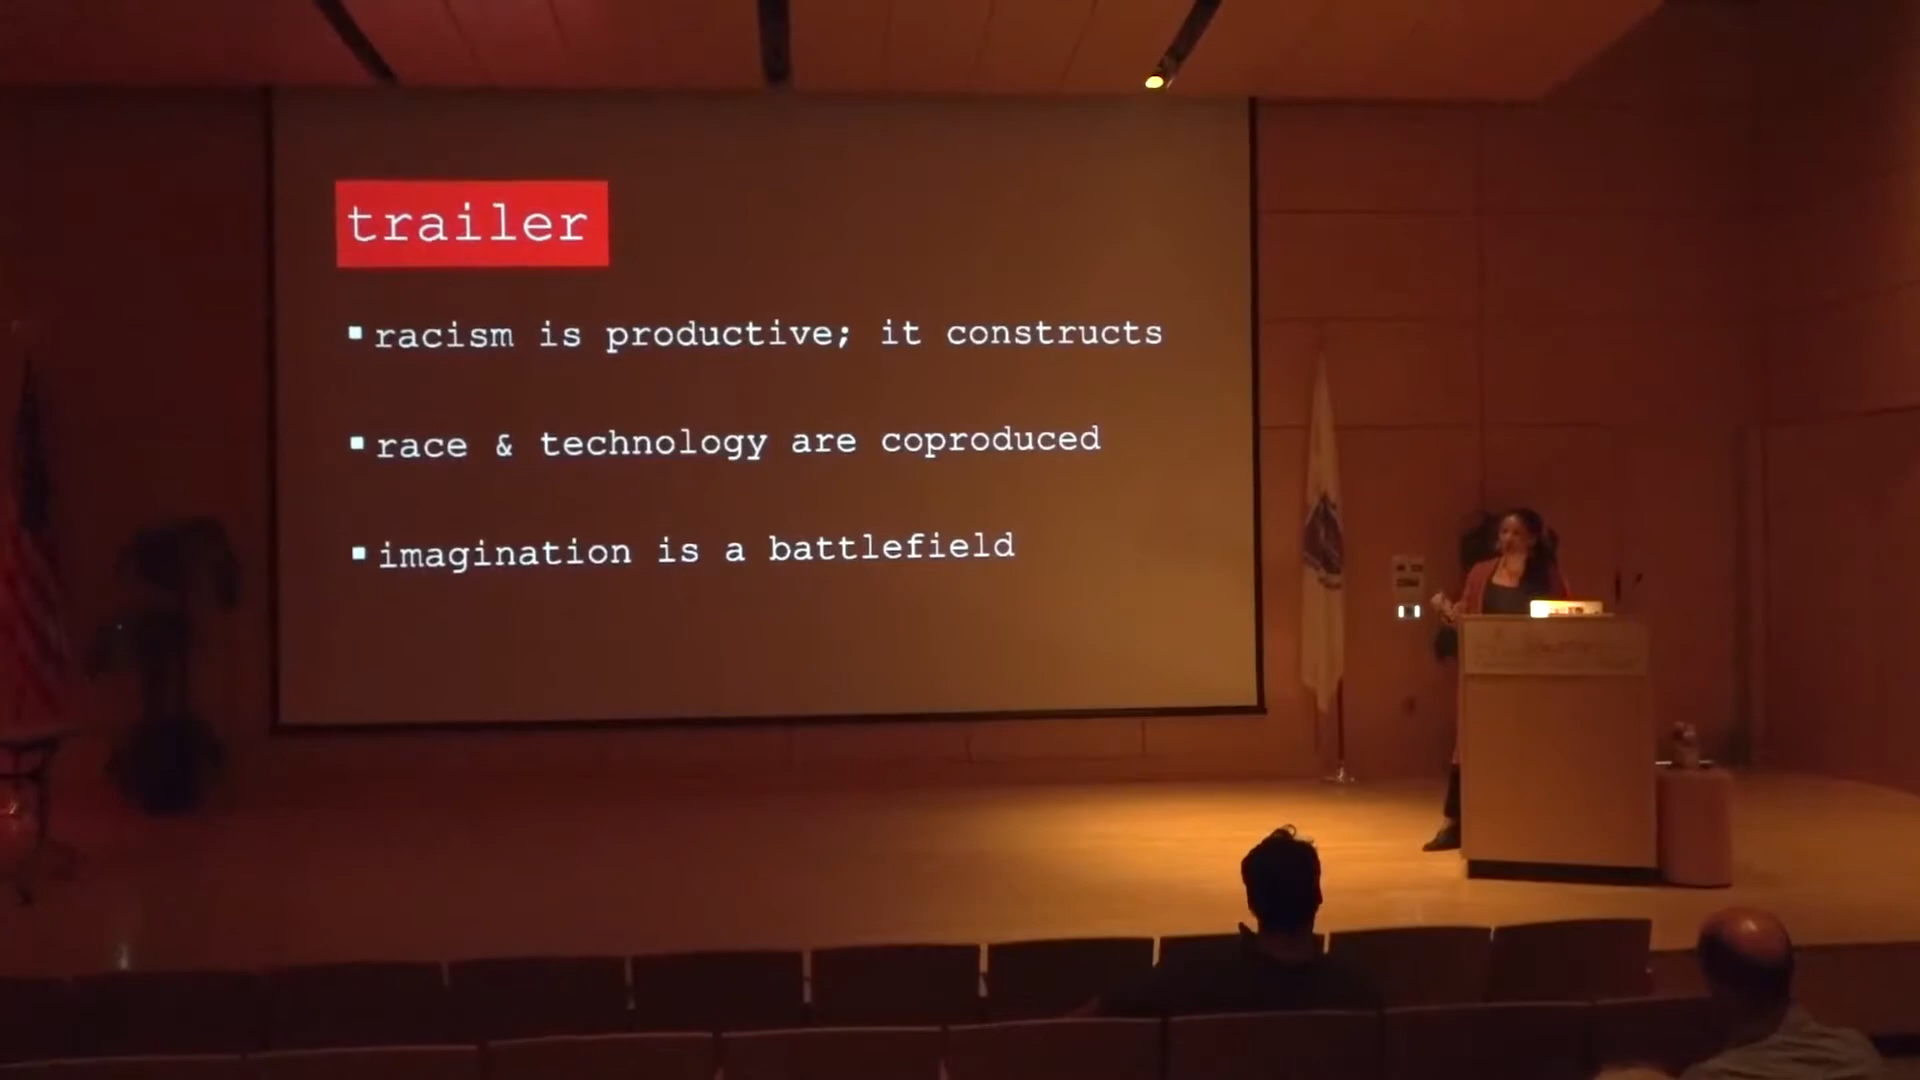 trailer
racism is productive; it constructs
race & technology are coproduced
imagination is a battlefield